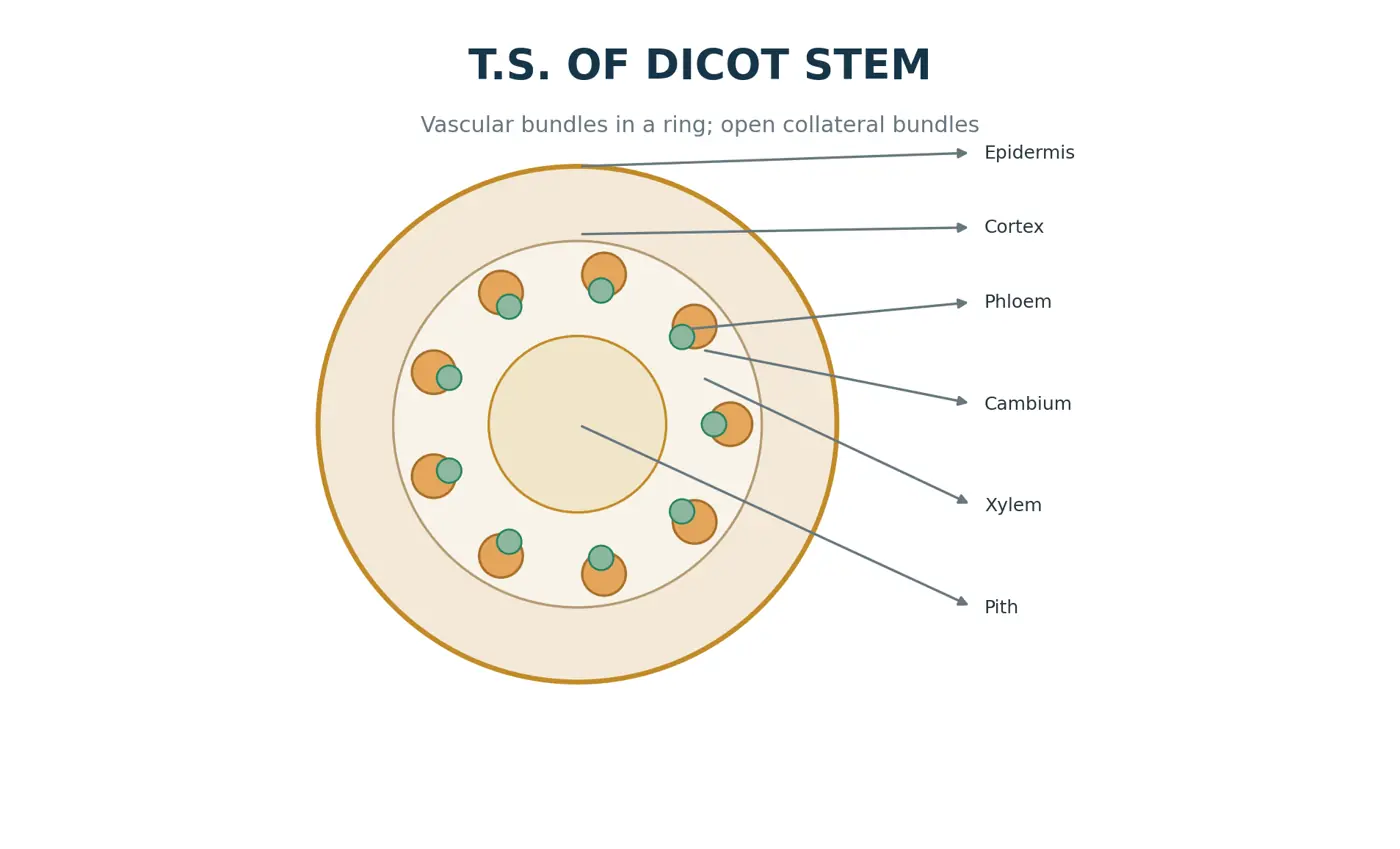 T.S. OF DICOT STEM
Vascular bundles in a ring; open collateral bundles
Epidermis
Cortex
Phloem
Cambium
Xylem
Pith